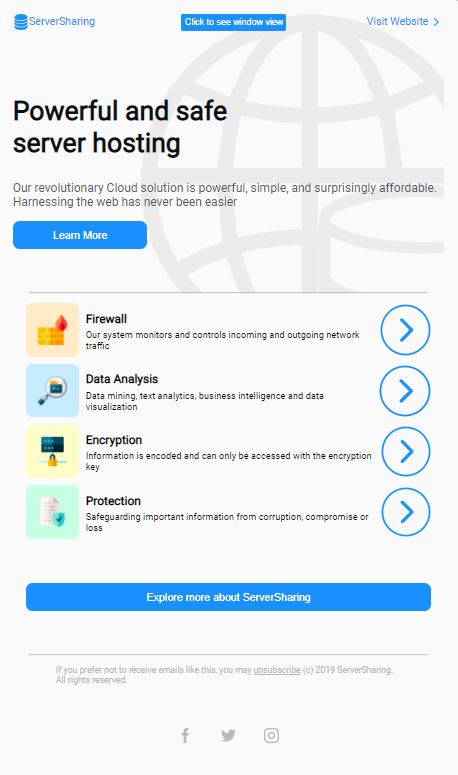 ServerSharing
Click to see window view
Visit Website
Powerful and safe
server hosting
Our revolutionary Cloud solution is powerful, simple, and surprisingly affordable.
Harnessing the web has never been easier
Learn More
Firewall
Our system monitors and controls incoming and outgoing network
traffic
Data Analysis
Data mining, text analytics, business intelligence and data
visualization
Encryption
Information is encoded and can only be accessed with the encryption
key
Protection
Safeguarding important information from corruption, compromise or
loss
Explore more about ServerSharing
If you prefer not to receive emails like this, you may unsubscribe (c) 2019 ServerSharing.
All rights reserved.